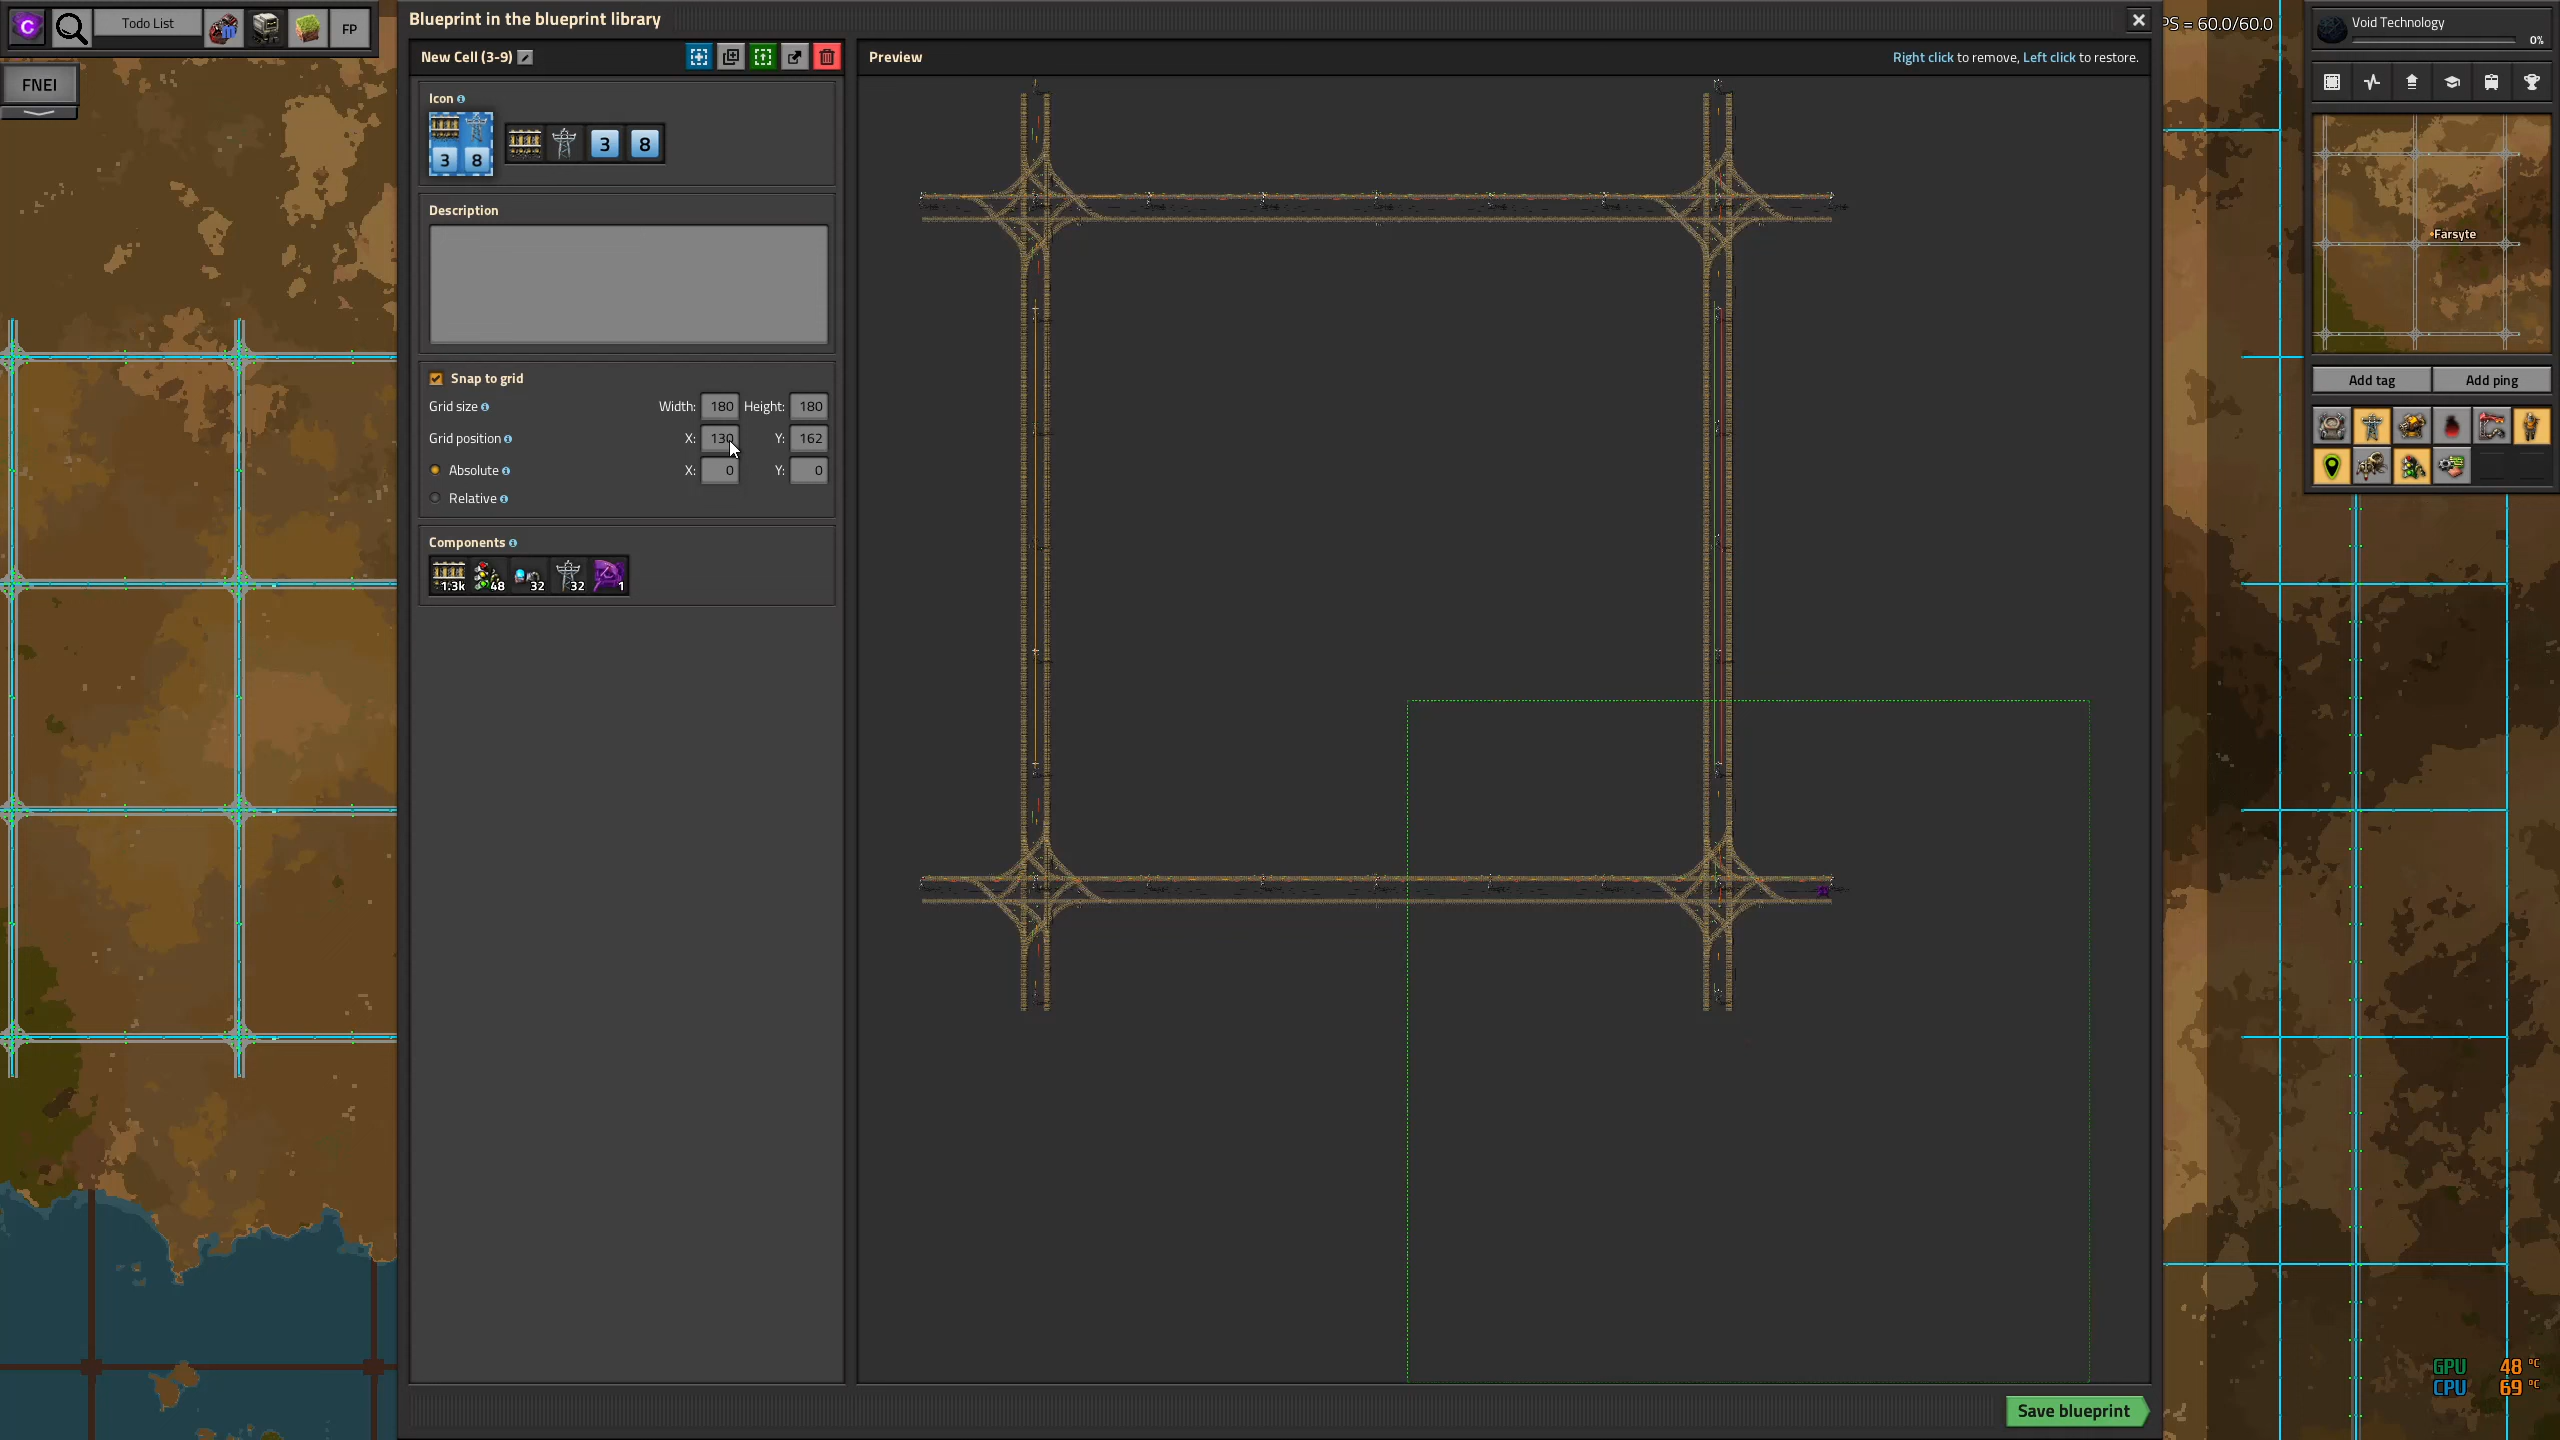 Blueprint in the blueprint library
Todo List
FP
FNEI
New Cell (3-9)
Preview
Right click to remove, Left click to restore.
PS = 60.0/60.0
Void Technology
0%
Icon
3 8
3 8
Description
Snap to grid
Grid size Width: 180 Height: 180
Grid position X: 130 Y: 162
Absolute X: 0 Y: 0
Relative
Components
1.3k 48 32 32 1
Farsyte
Add tag Add ping
GPU 48 °C
CPU 69 °C
Save blueprint